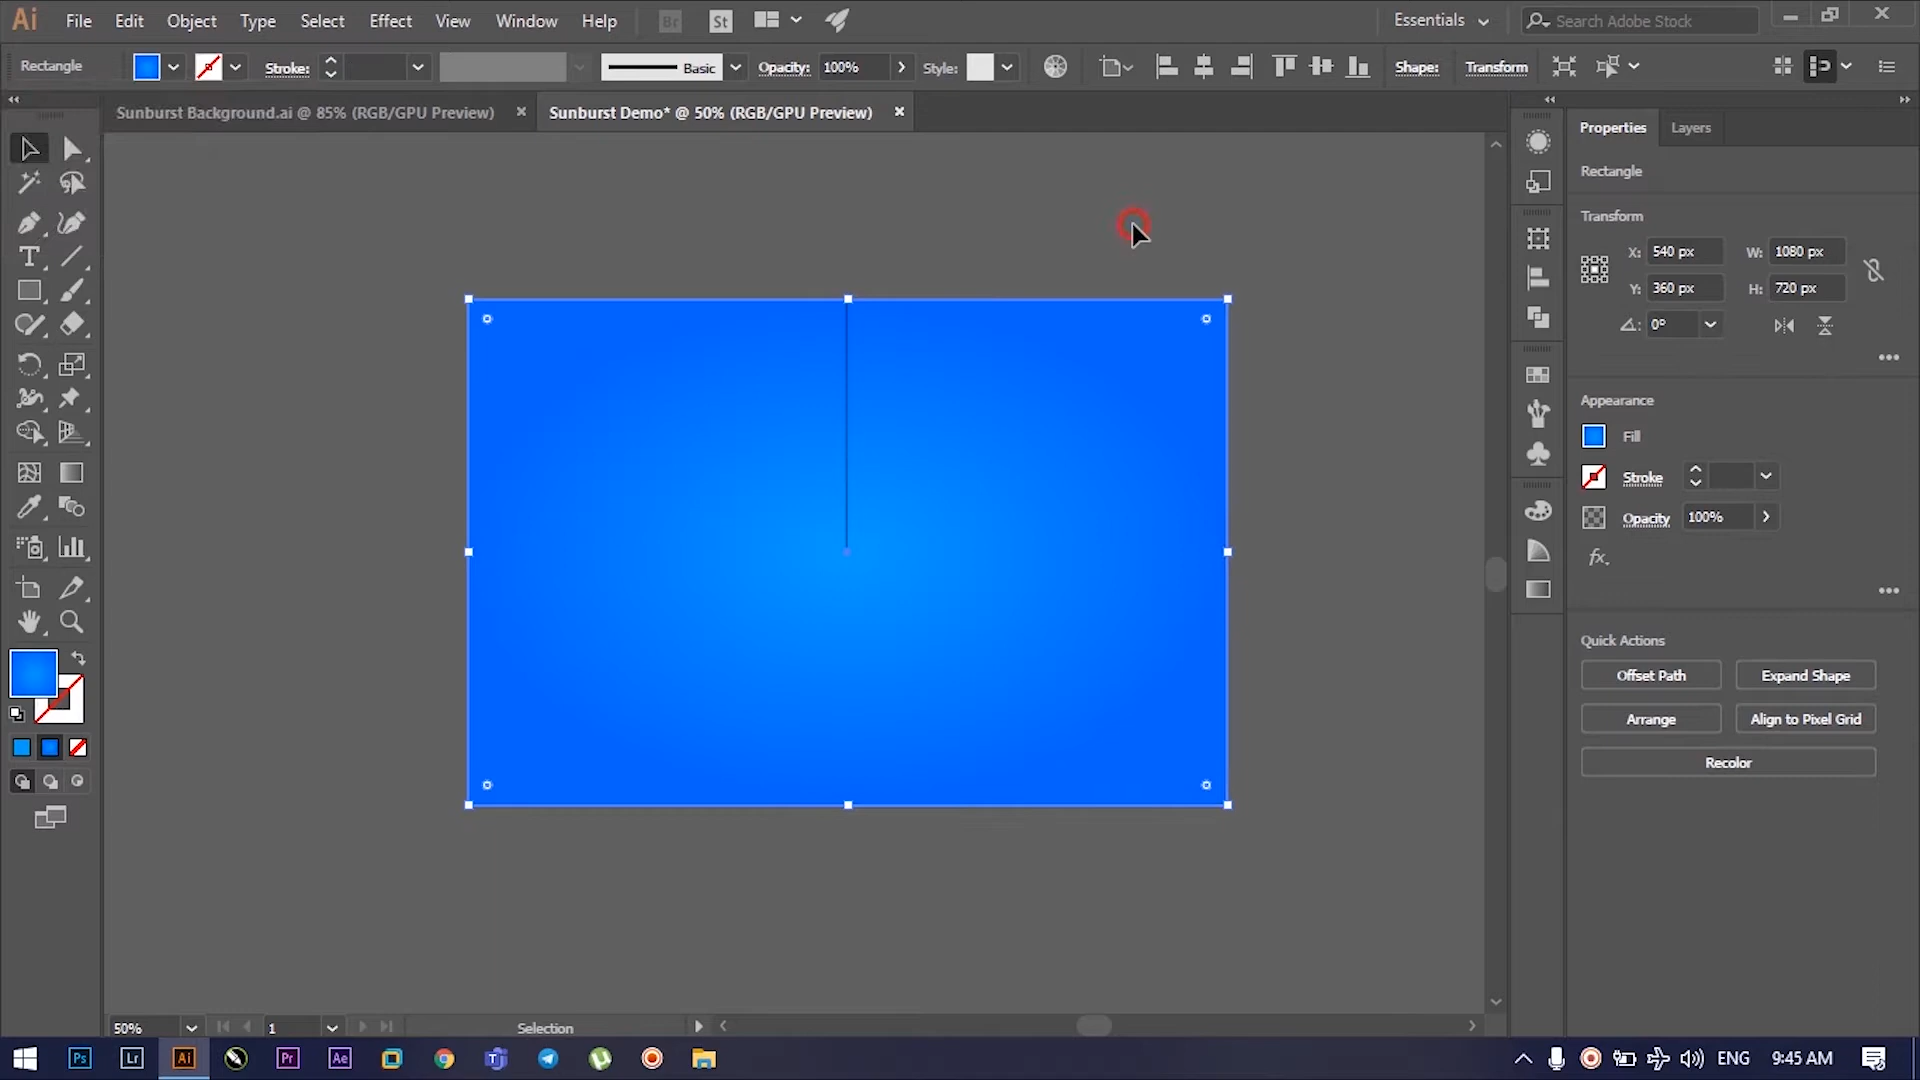 Ai File Edit Object Type Select Effect View Window Help Br St Essentials Search Adobe Stock
Rectangle Stroke: Basic Opacity: 100% Style: Shape: Transform
Sunburst Background.ai @ 85% (RGB/GPU Preview) Sunburst Demo* @ 50% (RGB/GPU Preview)
Properties Layers
Rectangle
Transform
X: 540 px W: 1080 px
Y: 360 px H: 720 px
0°
Appearance
Fill
Stroke
Opacity 100%
fx.
Quick Actions
Offset Path Expand Shape
Arrange Align to Pixel Grid
Recolor
50% 1 Selection
Ps Lr Ai Pr Ae ENG 9:45 AM